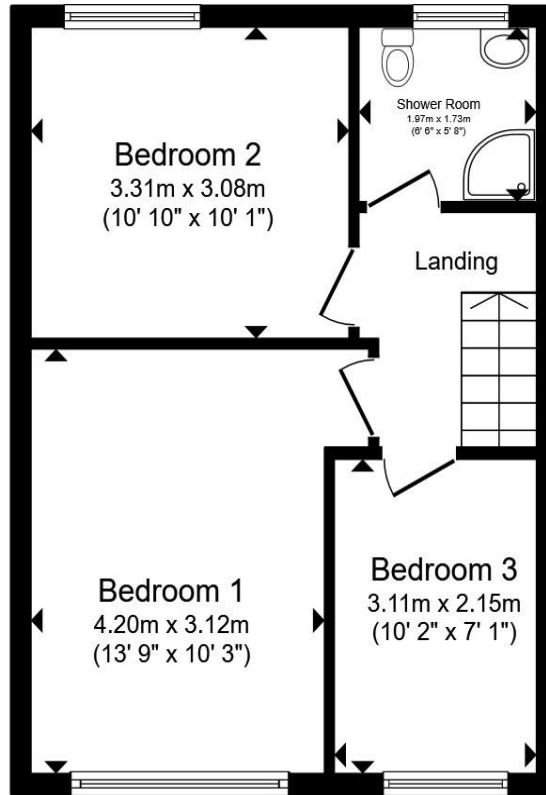 Bedroom 2
3.31m x 3.08m
(10' 10" x 10' 1")
Shower Room
1.97m x 1.73m
(6' 6" x 5' 8")
Landing
Bedroom 1
4.20m x 3.12m
(13' 9" x 10' 3")
Bedroom 3
3.11m x 2.15m
(10' 2" x 7' 1")